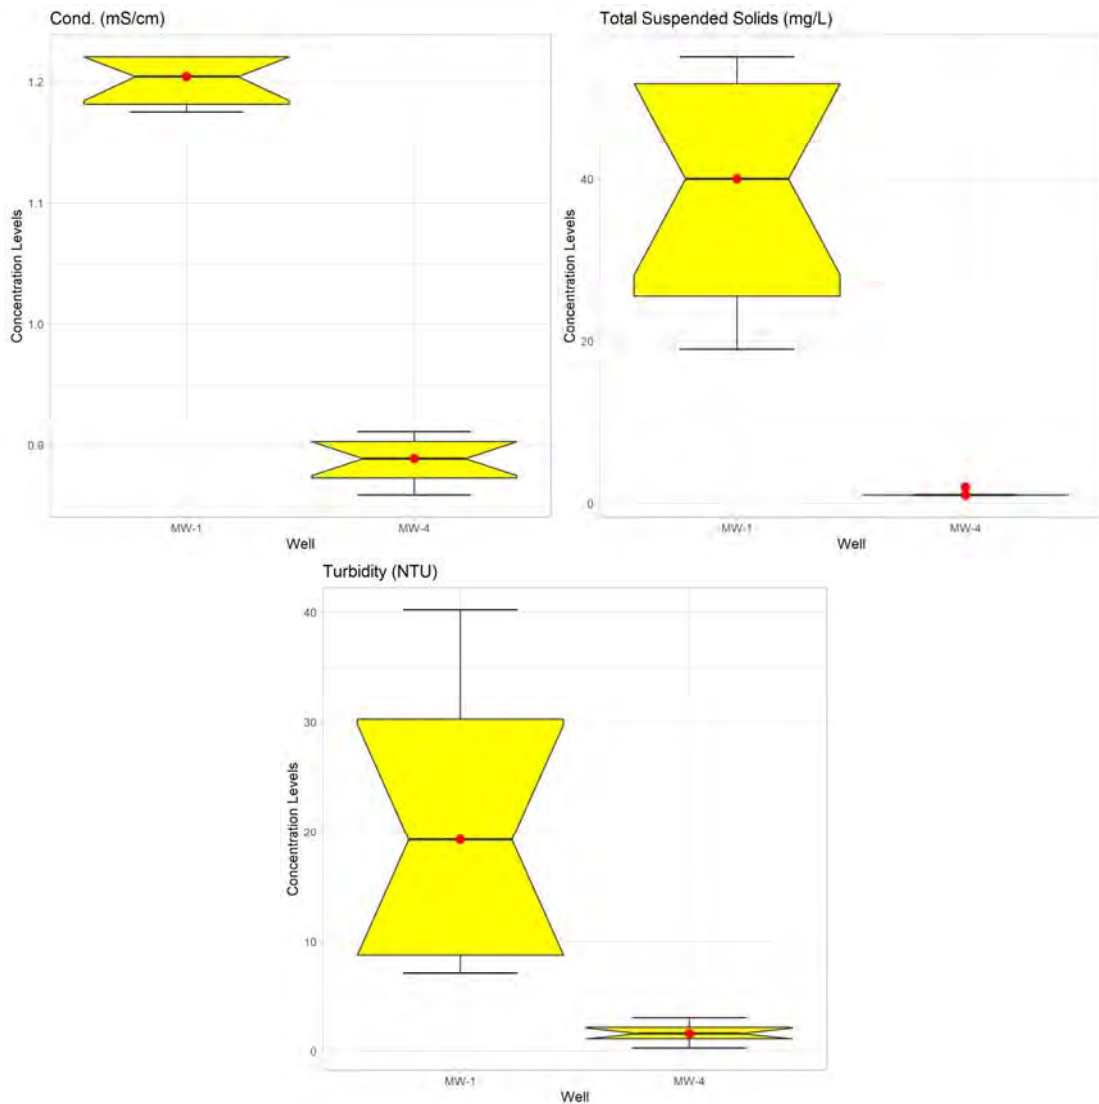 Cond. (mS/cm)
Concentration Levels
1.2
1.1
1.0
0.9
MW-1
MW-4
Well
Total Suspended Solids (mg/L)
Concentration Levels
40
20
0
MW-1
MW-4
Well
Turbidity (NTU)
Concentration Levels
40
30
20
10
0
MW-1
MW-4
Well